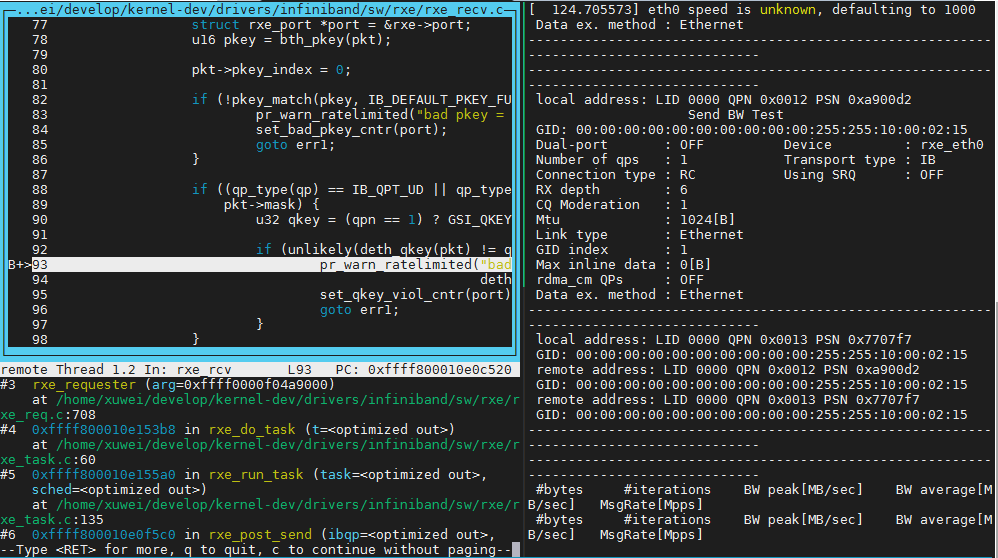 ...ei/develop/kernel-dev/drivers/infiniband/sw/rxe/rxe_recv.c
77 struct rxe_port *port = &rxe->port;
78 u16 pkey = bth_pkey(pkt);
79
80 pkt->pkey_index = 0;
81
82 if (!pkey_match(pkey, IB_DEFAULT_PKEY_FU
83 pr_warn_ratelimited("bad pkey =
84 set_bad_pkey_cntr(port);
85 goto err1;
86 }
87
88 if ((qp_type(qp) == IB_QPT_UD || qp_type
89 pkt->mask) {
90 u32 qkey = (qpn == 1) ? GSI_QKEY
91
92 if (unlikely(deth_qkey(pkt) != q
B+>93 pr_warn_ratelimited("bad
94 deth
95 set_qkey_viol_cntr(port)
96 goto err1;
97 }
98 }
remote Thread 1.2 In: rxe_rcv L93 PC: 0xffff800010e0c520
#3 rxe_requester (arg=0xffff0000f04a9000)
at /home/xuwei/develop/kernel-dev/drivers/infiniband/sw/rxe/r
xe_req.c:708
#4 0xffff800010e153b8 in rxe_do_task (t=<optimized out>)
at /home/xuwei/develop/kernel-dev/drivers/infiniband/sw/rxe/r
xe_task.c:60
#5 0xffff800010e155a0 in rxe_run_task (task=<optimized out>,
sched=<optimized out>)
at /home/xuwei/develop/kernel-dev/drivers/infiniband/sw/rxe/r
xe_task.c:135
#6 0xffff800010e0f5c0 in rxe_post_send (ibqp=<optimized out>,
--Type <RET> for more, q to quit, c to continue without paging--
[ 124.705573] eth0 speed is unknown, defaulting to 1000
Data ex. method : Ethernet
----------------------------------------------------------
-----------------------------
----------------------------------------------------------
-----------------------------
local address: LID 0000 QPN 0x0012 PSN 0xa900d2
Send BW Test
GID: 00:00:00:00:00:00:00:00:00:00:255:255:10:00:02:15
Dual-port : OFF Device : rxe_eth0
Number of qps : 1 Transport type : IB
Connection type : RC Using SRQ : OFF
RX depth : 6
CQ Moderation : 1
Mtu : 1024[B]
Link type : Ethernet
GID index : 1
Max inline data : 0[B]
rdma_cm QPs : OFF
Data ex. method : Ethernet
----------------------------------------------------------
-----------------------------
local address: LID 0000 QPN 0x0013 PSN 0x7707f7
GID: 00:00:00:00:00:00:00:00:00:00:255:255:10:00:02:15
remote address: LID 0000 QPN 0x0012 PSN 0xa900d2
GID: 00:00:00:00:00:00:00:00:00:00:255:255:10:00:02:15
remote address: LID 0000 QPN 0x0013 PSN 0x7707f7
GID: 00:00:00:00:00:00:00:00:00:00:255:255:10:00:02:15
----------------------------------------------------------
-----------------------------
----------------------------------------------------------
-----------------------------
#bytes #iterations BW peak[MB/sec] BW average[M
B/sec] MsgRate[Mpps]
#bytes #iterations BW peak[MB/sec] BW average[M
B/sec] MsgRate[Mpps]